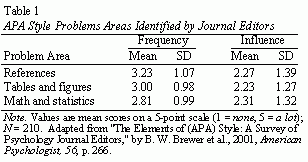 Table 1
APA Style Problems Areas Identified by Journal Editors
Frequency Influence
Problem Area Mean SD Mean SD
References 3.23 1.07 2.27 1.39
Tables and figures 3.00 0.98 2.23 1.27
Math and statistics 2.81 0.99 2.31 1.32
Note. Values are mean scores on a 5-point scale (1 = none, 5 = a lot);
N = 210. Adapted from "The Elements of (APA) Style: A Survey of
Psychology Journal Editors," by B. W. Brewer et al., 2001, American
Psychologist, 56, p. 266.